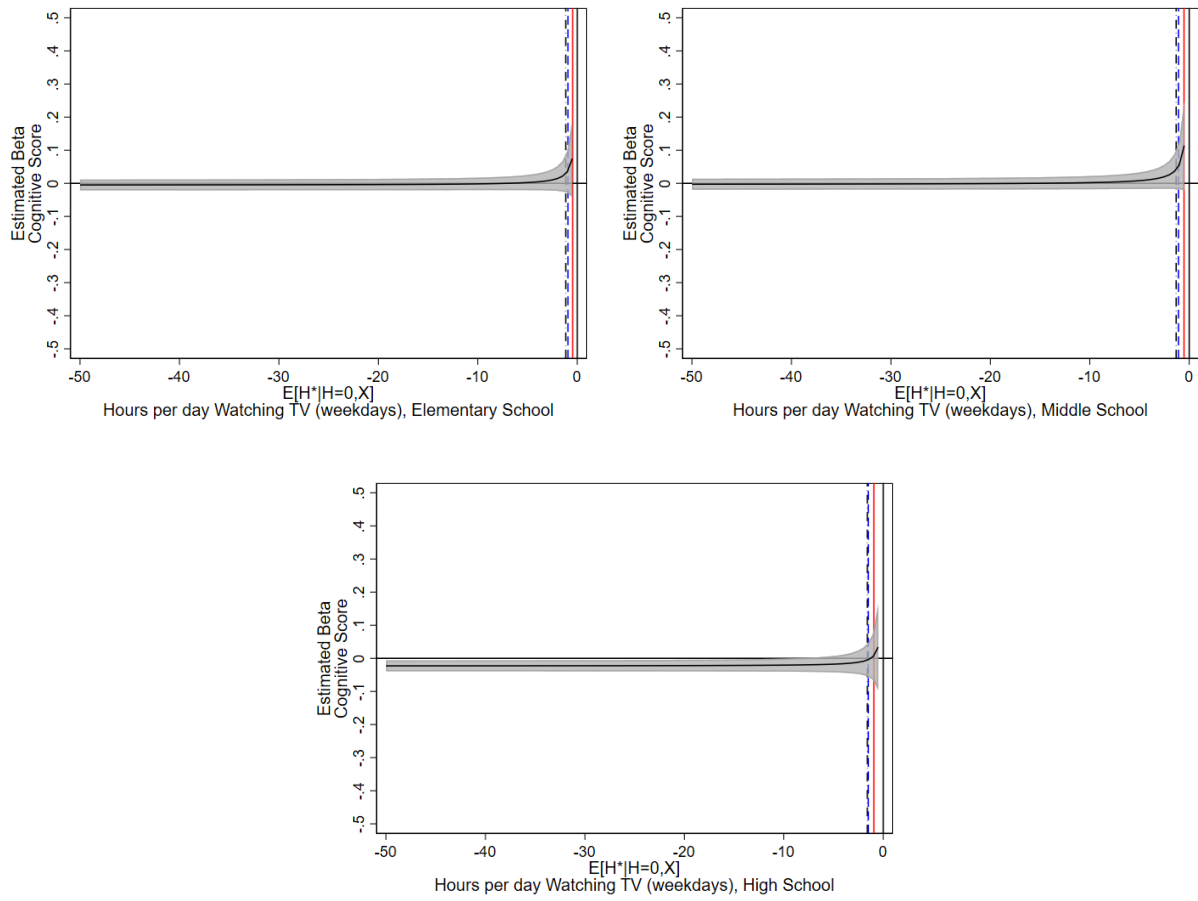 .5
.4
.3
.2
.1
0
-.1
-.2
-.3
-.4
-.5
Estimated Beta
Cognitive Score
-50 -40 -30 -20 -10 0
E[H*|H=0,X]
Hours per day Watching TV (weekdays), Elementary School
.5
.4
.3
.2
.1
0
-.1
-.2
-.3
-.4
-.5
Estimated Beta
Cognitive Score
-50 -40 -30 -20 -10 0
E[H*|H=0,X]
Hours per day Watching TV (weekdays), Middle School
.5
.4
.3
.2
.1
0
-.1
-.2
-.3
-.4
-.5
Estimated Beta
Cognitive Score
-50 -40 -30 -20 -10 0
E[H*|H=0,X]
Hours per day Watching TV (weekdays), High School